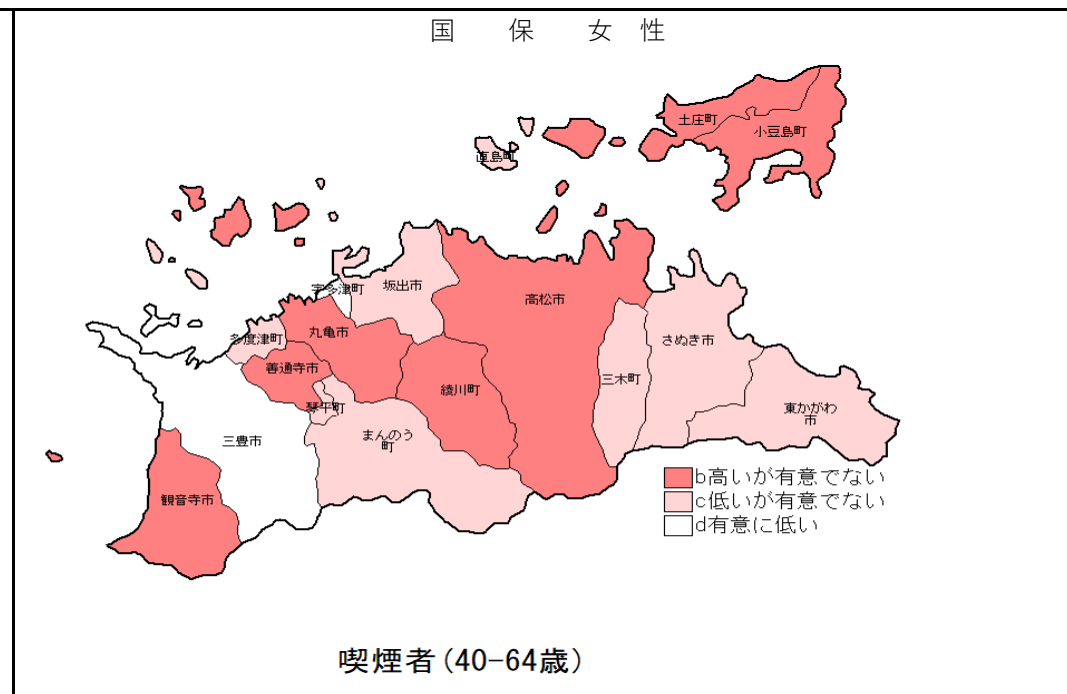 国 保 女 性
土庄町
小豆島町
直島町
宇多津町
坂出市
高松市
多度津町
丸亀市
さぬき市
善通寺市
三木町
綾川町
琴平町
東かがわ
市
まんのう
町
三豊市
観音寺市
b高いが有意でない
c低いが有意でない
d有意に低い
喫煙者(40-64歳)